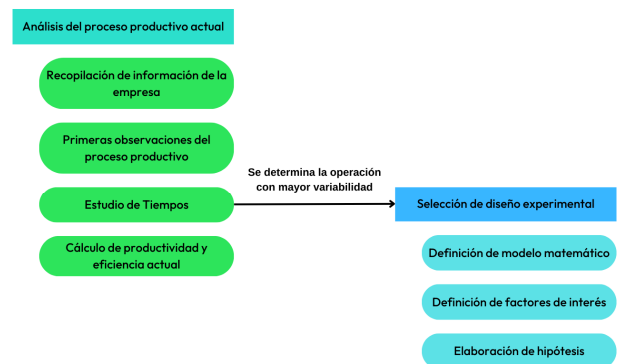 Análisis del proceso productivo actual
Recopilación de información de la
empresa
Primeras observaciones del
proceso productivo
Se determina la operación
con mayor variabilidad
Estudio de Tiempos
Selección de diseño experimental
Cálculo de productividad y
eficiencia actual
Definición de modelo matemático
Definición de factores de interés
Elaboración de hipótesis